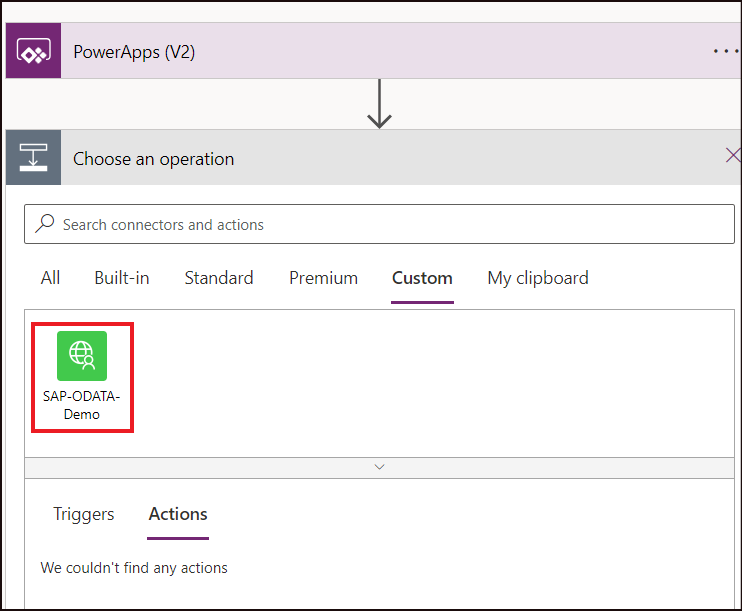 PowerApps (V2)
Choose an operation
Search connectors and actions
All Built-in Standard Premium Custom My clipboard
SAP-ODATA-
Demo
Triggers Actions
We couldn't find any actions